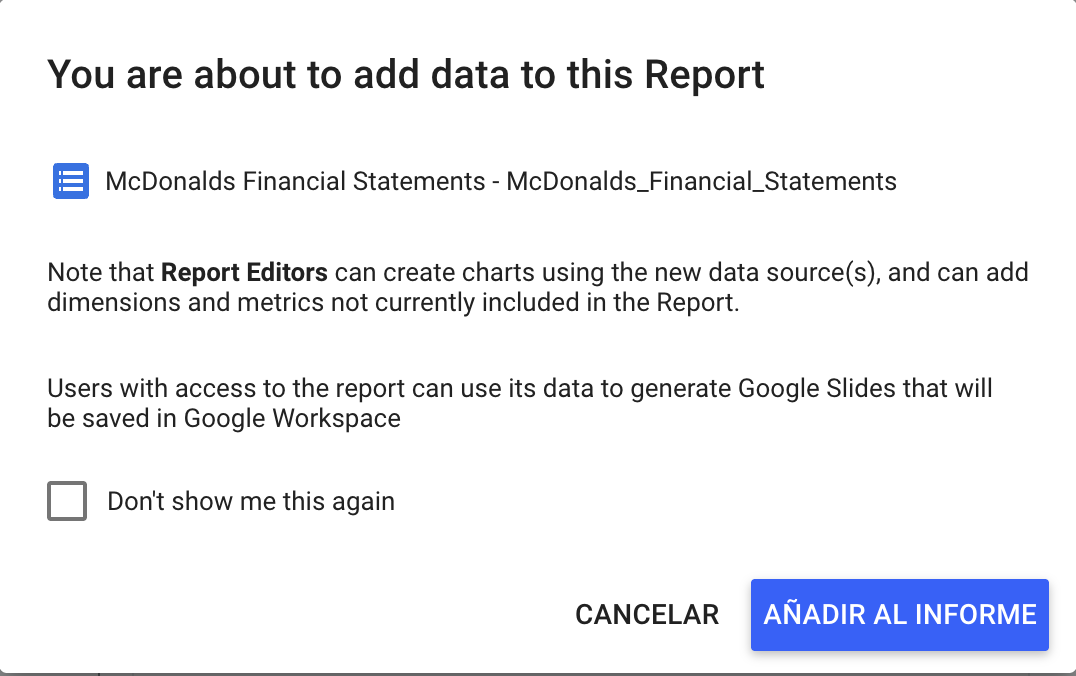 You are about to add data to this Report
McDonalds Financial Statements - McDonalds_Financial_Statements
Note that Report Editors can create charts using the new data source(s), and can add
dimensions and metrics not currently included in the Report.
Users with access to the report can use its data to generate Google Slides that will
be saved in Google Workspace
Don't show me this again
CANCELAR
AÑADIR AL INFORME